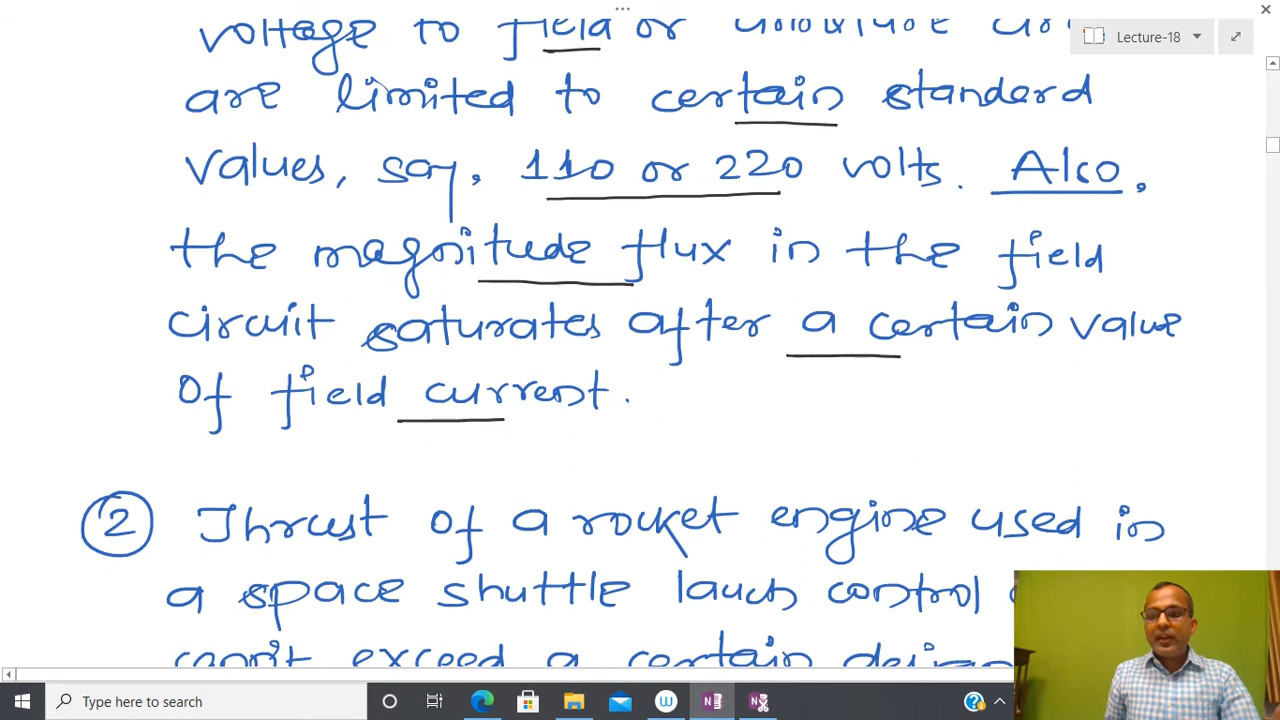 Lecture-18
voltage to field or
are limited to certain standard
values, say, 110 or 220 volts. Also,
the magnitude flux in the field
circuit saturates after a certain value
of field current.
2 Thrust of a rocket engine used in
a space shuttle lauch control
can't exceed a certain
Type here to search